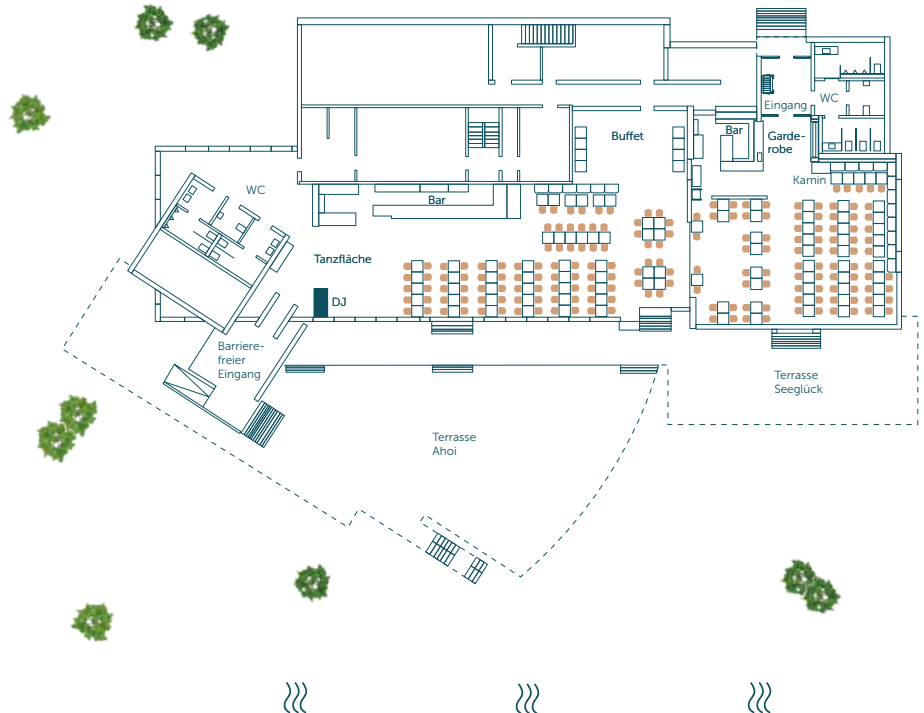 Eingang
WC
Buffet
Bar
Garde-
robe
Kamin
WC
Bar
Tanzfläche
DJ
Barriere-
freier
Eingang
Terrasse
Seeglück
Terrasse
Ahoi